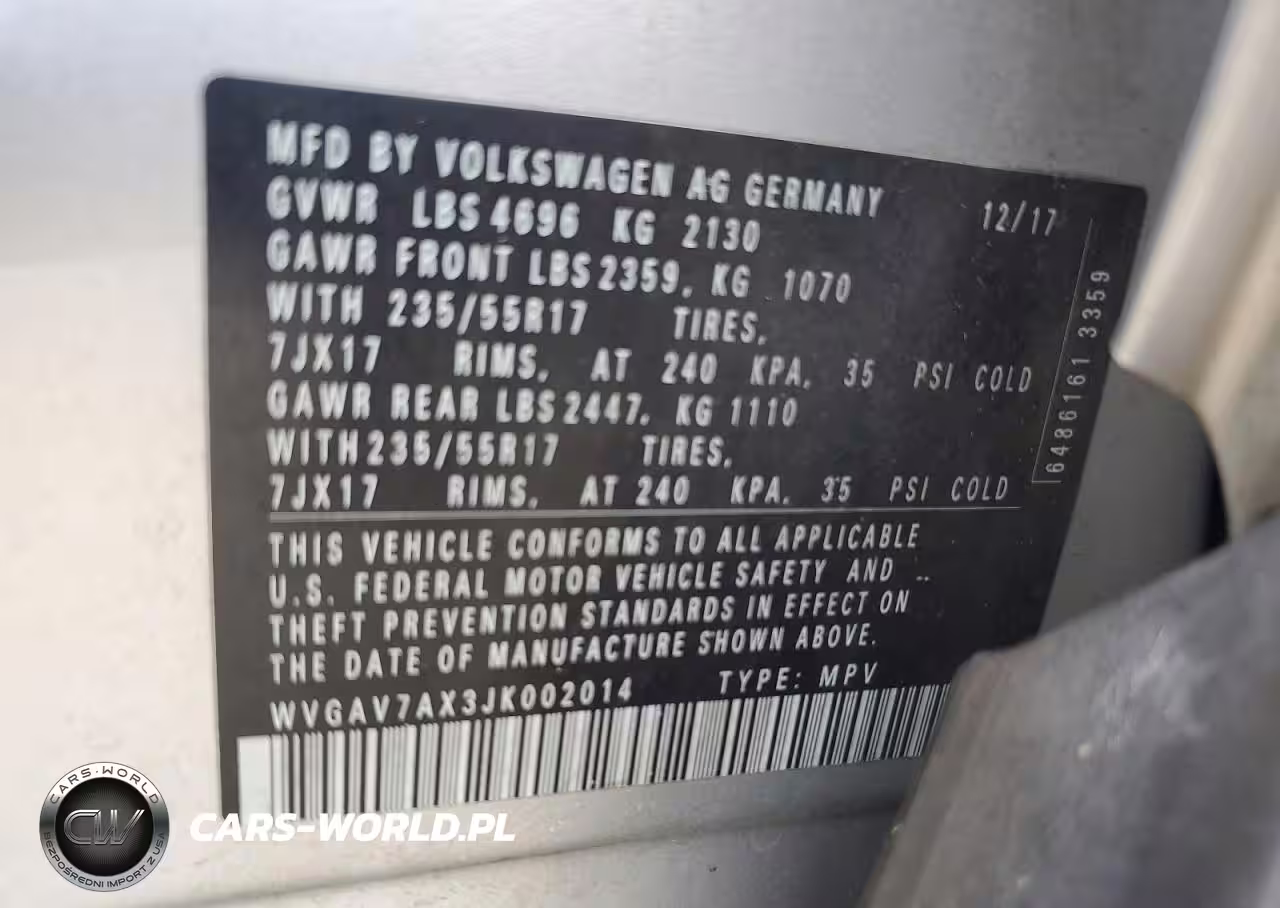 MFD BY VOLKSWAGEN AG GERMANY 12/17
GVWR LBS 4696 KG 2130
GAWR FRONT LBS 2359, KG 1070
WITH 235/55R17 TIRES,
7JX17 RIMS, AT 240 KPA, 35 PSI COLD
GAWR REAR LBS 2447, KG 1110
WITH 235/55R17 TIRES,
7JX17 RIMS, AT 240 KPA, 35 PSI COLD
6486161 3359
THIS VEHICLE CONFORMS TO ALL APPLICABLE
U.S. FEDERAL MOTOR VEHICLE SAFETY AND
THEFT PREVENTION STANDARDS IN EFFECT ON
THE DATE OF MANUFACTURE SHOWN ABOVE.
WVGAV7AX3JK002014 TYPE: MPV
CARS-WORLD
CW
BEZPOŚREDNI IMPORT Z USA
CARS-WORLD.PL